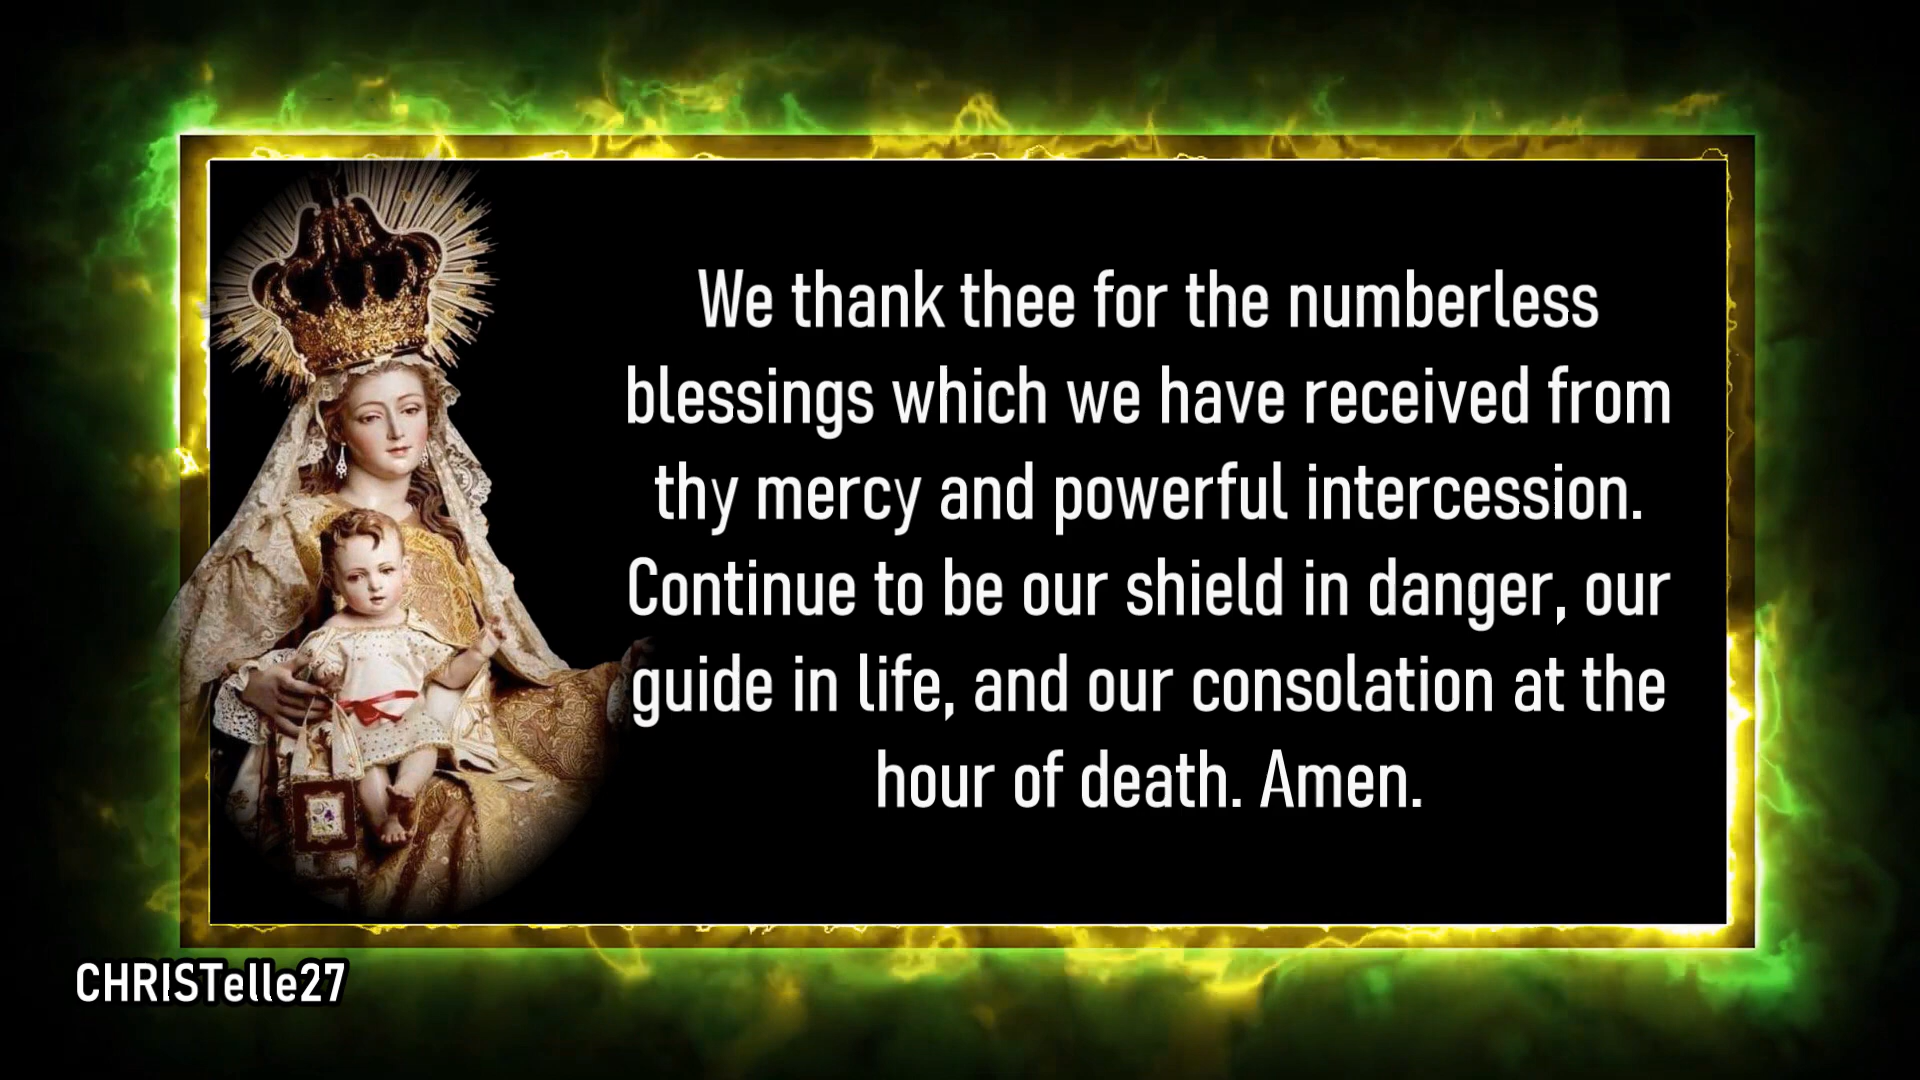 We thank thee for the numberless
blessings which we have received from
thy mercy and powerful intercession.
Continue to be our shield in danger, our
guide in life, and our consolation at the
hour of death. Amen.
CHRISTelle27